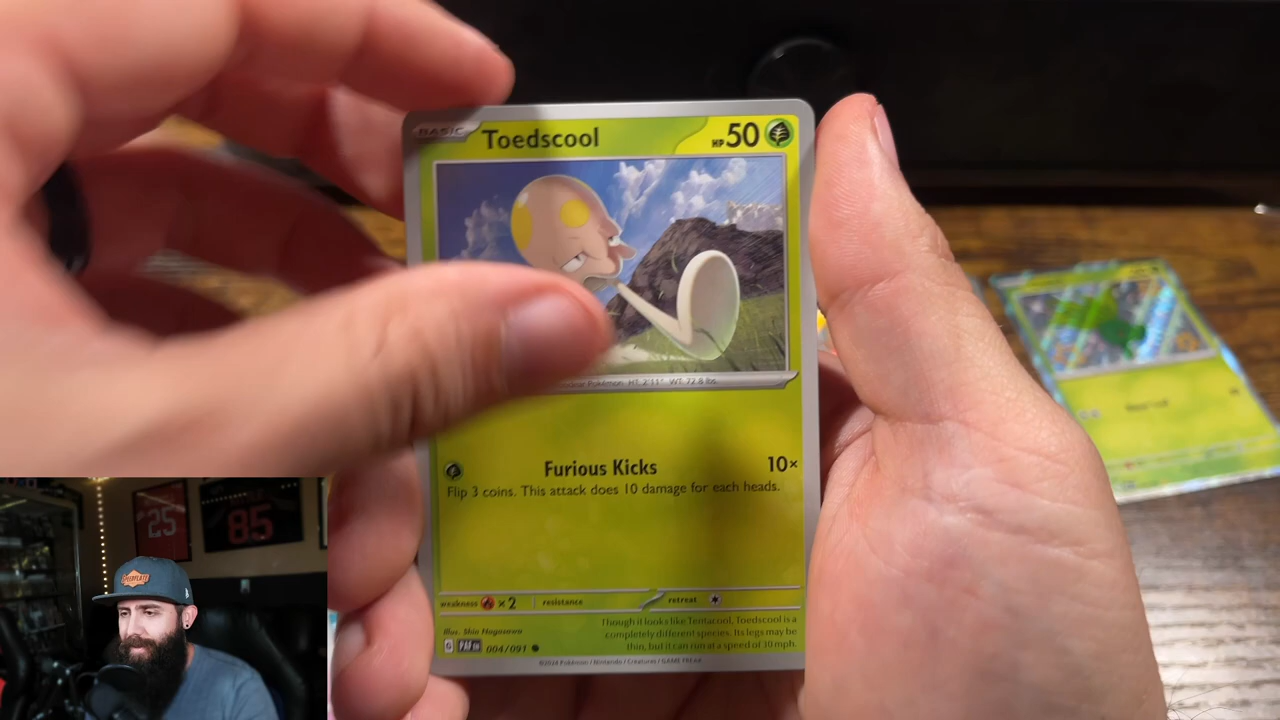 BASIC
Toedscool
HP 50
HT. 2'11" WT. 72.8 lbs.
Furious Kicks 10×
Flip 3 coins. This attack does 10 damage for each heads.
weakness ×2 resistance retreat
Though it looks like Tentacool, Toedscool is a
completely different species. Its legs may be
thin, but it can run at a speed of 30 mph.
Illus. Shin Nagasawa
G PAF EN 004/091
©2024 Pokémon / Nintendo / Creatures / GAME FREAK
25
85